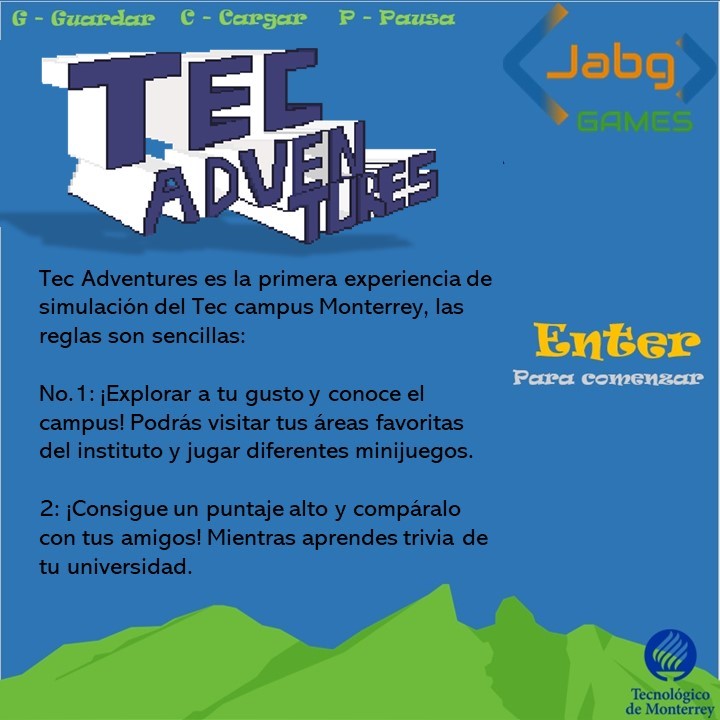 G - Guardar C - Cargar P - Pausa
Jabg
GAMES
TEC
ADVEN
TURES
Tec Adventures es la primera experiencia de
simulación del Tec campus Monterrey, las
reglas son sencillas:
No.1: ¡Explorar a tu gusto y conoce el
campus! Podrás visitar tus áreas favoritas
del instituto y jugar diferentes minijuegos.
2: ¡Consigue un puntaje alto y compáralo
con tus amigos! Mientras aprendes trivia de
tu universidad.
Enter
Para comenzar
Tecnológico
de Monterrey